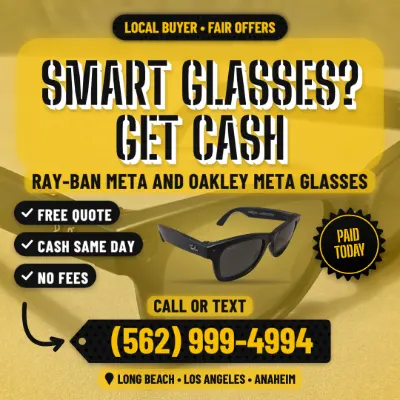 LOCAL BUYER • FAIR OFFERS
SMART GLASSES?
GET CASH
RAY-BAN META AND OAKLEY META GLASSES
FREE QUOTE
CASH SAME DAY
NO FEES
PAID
TODAY
CALL OR TEXT
(562) 999-4994
LONG BEACH • LOS ANGELES • ANAHEIM